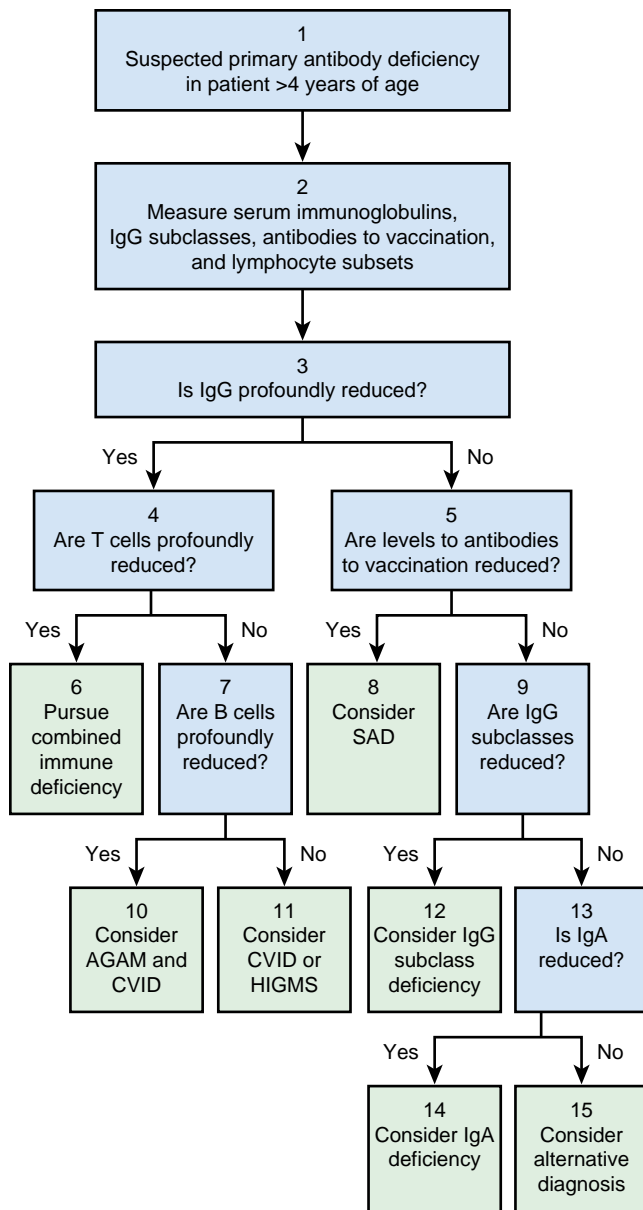 1
Suspected primary antibody deficiency
in patient >4 years of age
2
Measure serum immunoglobulins,
IgG subclasses, antibodies to vaccination,
and lymphocyte subsets
3
Is IgG profoundly reduced?
Yes
No
4
Are T cells profoundly
reduced?
5
Are levels to antibodies
to vaccination reduced?
Yes
No
Yes
No
6
Pursue
combined
immune
deficiency
7
Are B cells
profoundly
reduced?
8
Consider
SAD
9
Are IgG
subclasses
reduced?
Yes
No
Yes
No
10
Consider
AGAM and
CVID
11
Consider
CVID or
HIGMS
12
Consider IgG
subclass
deficiency
13
Is IgA
reduced?
Yes
No
14
Consider IgA
deficiency
15
Consider
alternative
diagnosis